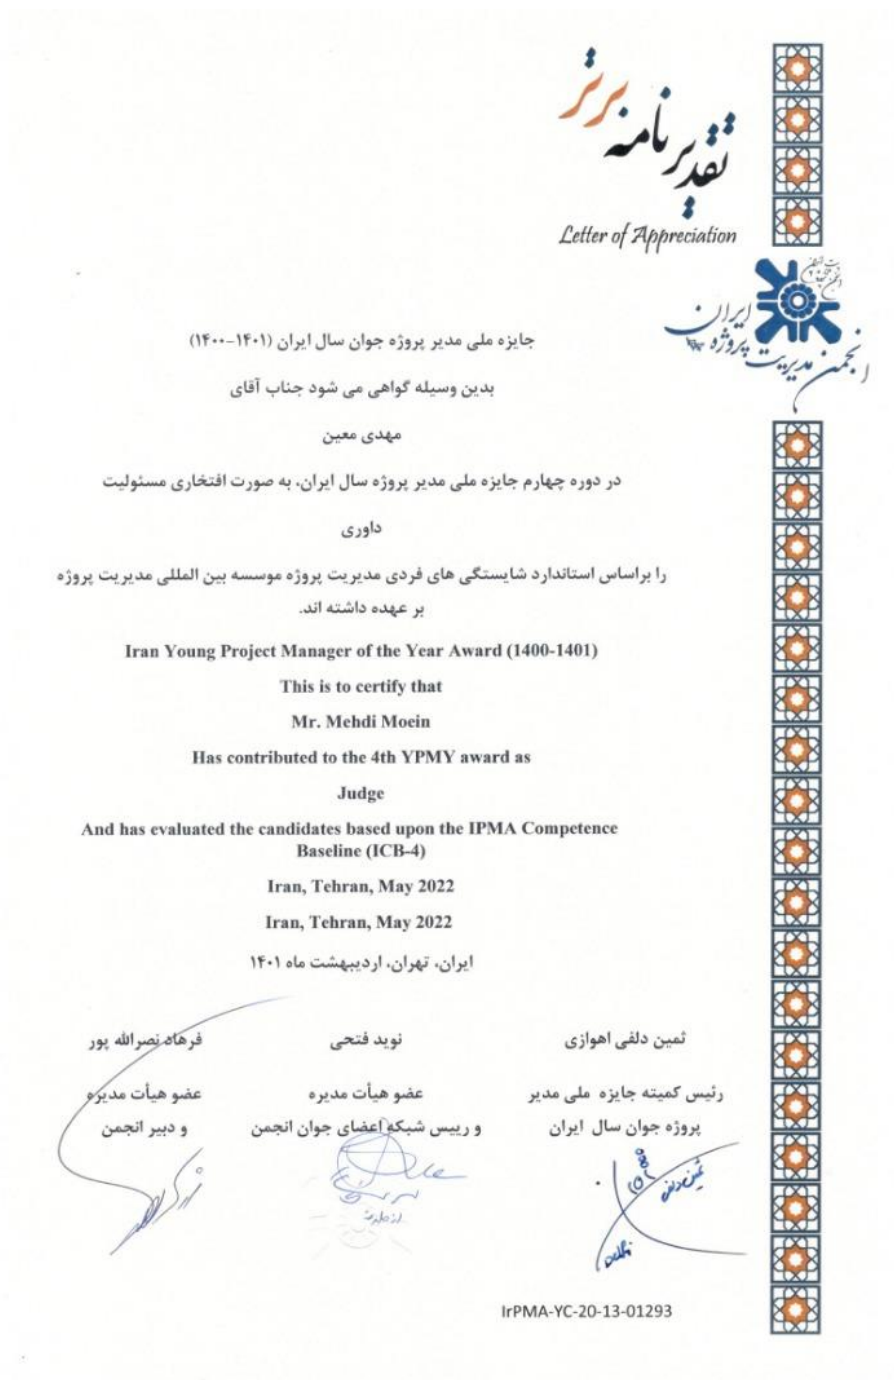 تقدیرنامه برتر
Letter of Appreciation
انجمن مدیریت پروژه ایران
جایزه ملی مدیر پروژه جوان سال ایران (۱۴۰۱-۱۴۰۰)
بدین وسیله گواهی می شود جناب آقای
مهدی معین
در دوره چهارم جایزه ملی مدیر پروژه سال ایران، به صورت افتخاری مسئولیت
داوری
را براساس استاندارد شایستگی های فردی مدیریت پروژه موسسه بین المللی مدیریت پروژه
بر عهده داشته اند.
Iran Young Project Manager of the Year Award (1400-1401)
This is to certify that
Mr. Mehdi Moein
Has contributed to the 4th YPMY award as
Judge
And has evaluated the candidates based upon the IPMA Competence
Baseline (ICB-4)
Iran, Tehran, May 2022
Iran, Tehran, May 2022
ایران، تهران، اردیبهشت ماه ۱۴۰۱
ثمین دلفی اهوازی
رئیس کمیته جایزه ملی مدیر
پروژه جوان سال ایران
نوید فتحی
عضو هیأت مدیره
و رییس شبکه اعضای جوان انجمن
فرهاد نصرالله پور
عضو هیأت مدیره
و دبیر انجمن
ثمین دلفی
Delfi
IrPMA-YC-20-13-01293